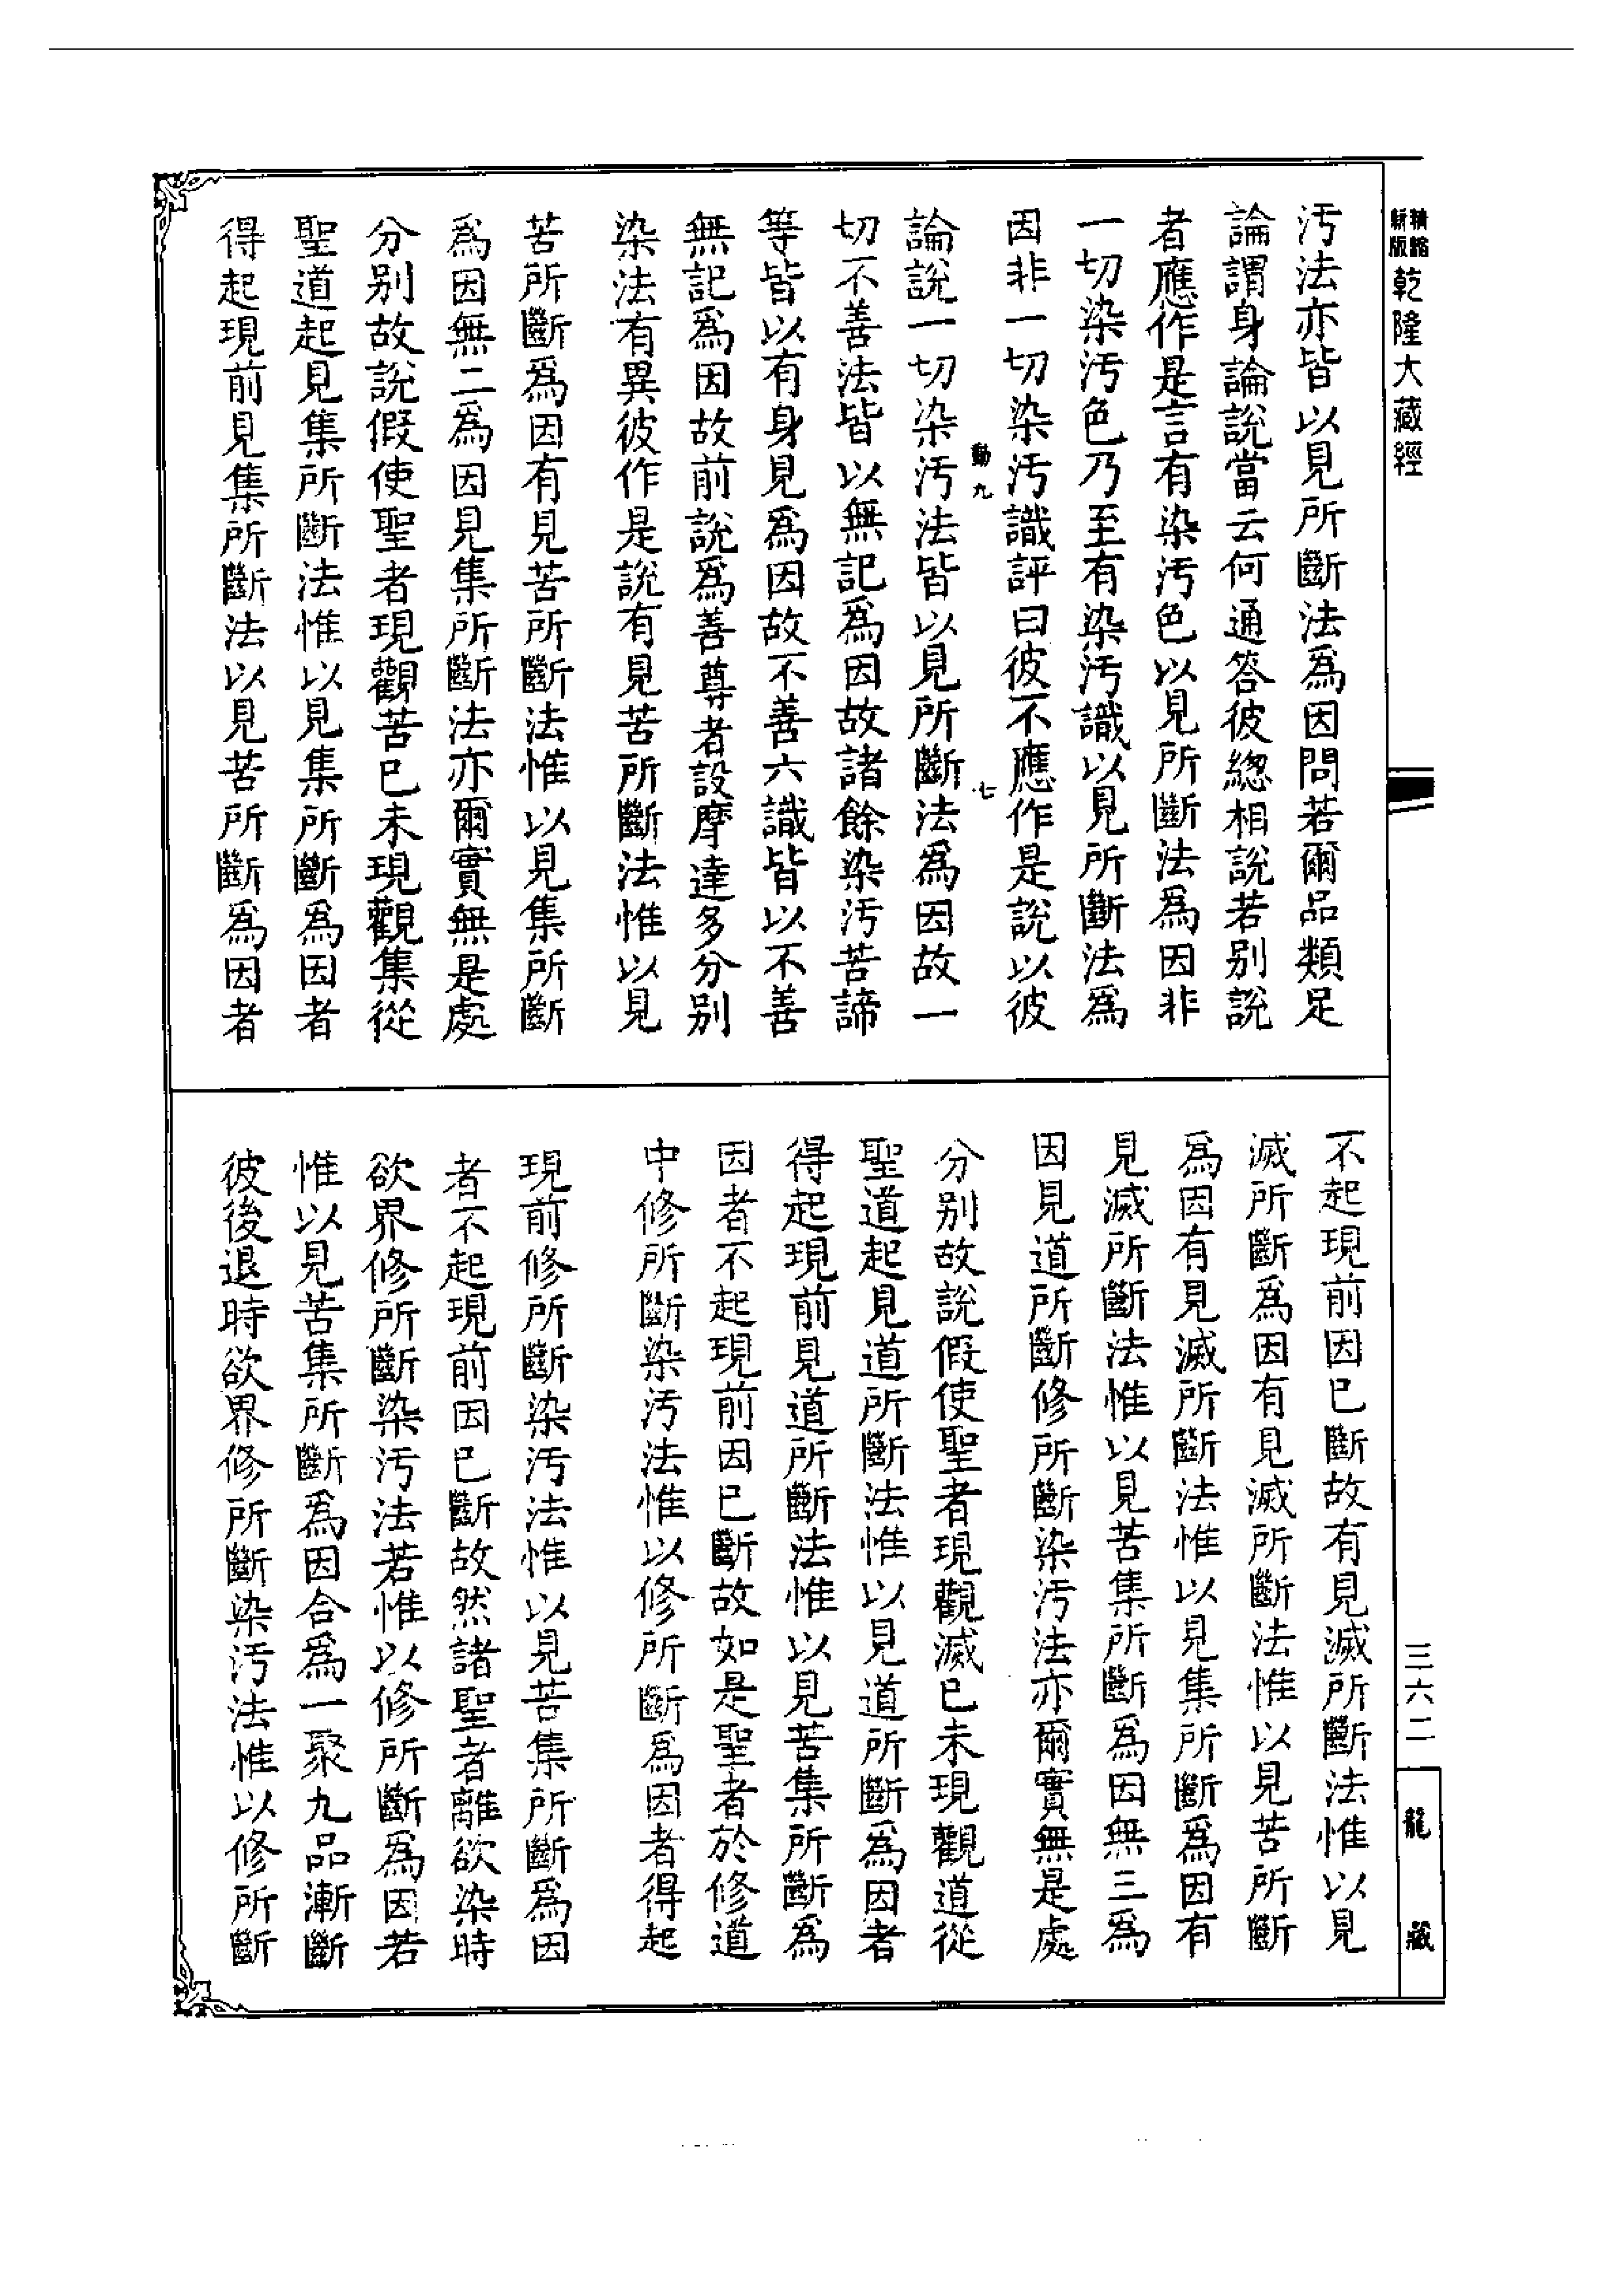 精縮
新版
乾隆大藏經
汚法亦皆以見所斷法爲因問若爾品類足
論謂身論說當云何通答彼緫相說若别說
者應作是言有染汚色以見所斷法爲因非
一切染汚色乃至有染汚識以見所斷法爲
因非一切染汚識評曰彼不應作是說以彼
動九
七
論說一切染汚法皆以見所斷法爲因故一
切不善法皆以無記爲因故諸餘染汚苦諦
等皆以有身見爲因故不善六識皆以不善
無記爲因故前說爲善尊者設摩達多分别
染法有異彼作是說有見苦所斷法惟以見
苦所斷爲因有見苦所斷法惟以見集所斷
爲因無二爲因見集所斷法亦爾實無是處
分别故說假使聖者現觀苦已未現觀集從
聖道起見集所斷法惟以見集所斷爲因者
得起現前見集所斷法以見苦所斷爲因者
不起現前因已斷故有見滅所斷法惟以見
滅所斷爲因有見滅所斷法惟以見苦所斷
爲因有見滅所斷法惟以見集所斷爲因有
見滅所斷法惟以見苦集所斷爲因無三爲
因見道所斷修所斷染汚法亦爾實無是處
分别故說假使聖者現觀滅已未現觀道從
聖道起見道所斷法惟以見道所斷爲因者
得起現前見道所斷法惟以見苦集所斷爲
因者不起現前因已斷故如是聖者於修道
中修所斷染汚法惟以修所斷爲因者得起
現前修所斷染汚法惟以見苦集所斷爲因
者不起現前因已斷故然諸聖者離欲染時
欲界修所斷染汚法若惟以修所斷爲因若
惟以見苦集所斷爲因合爲一聚九品漸斷
彼後退時欲界修所斷染汚法惟以修所斷
三六二
龍藏